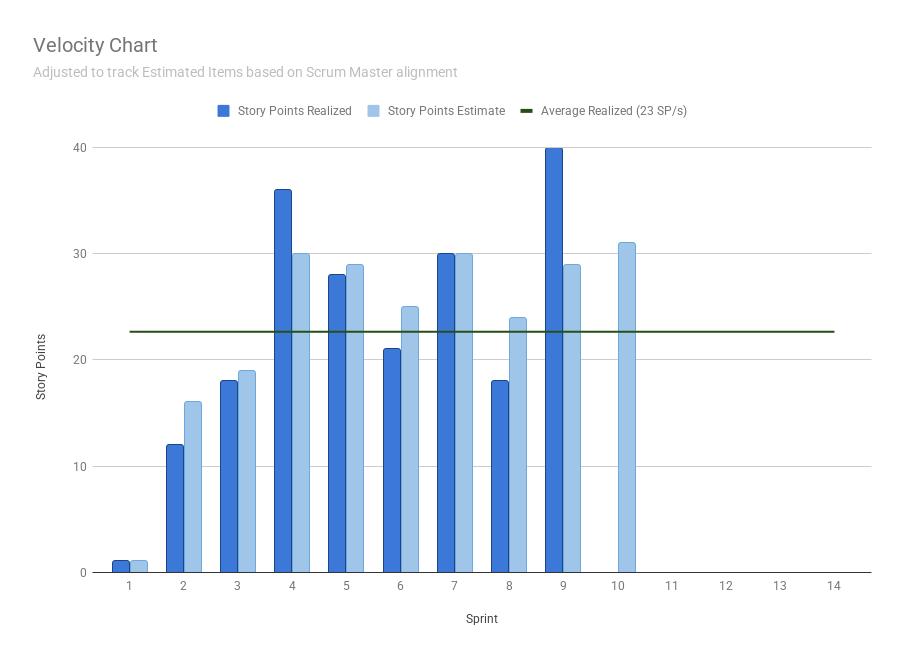 Velocity Chart
Adjusted to track Estimated Items based on Scrum Master alignment
Story Points Realized Story Points Estimate Average Realized (23 SP/s)
40
30
20
10
0
Story Points
1 2 3 4 5 6 7 8 9 10 11 12 13 14
Sprint